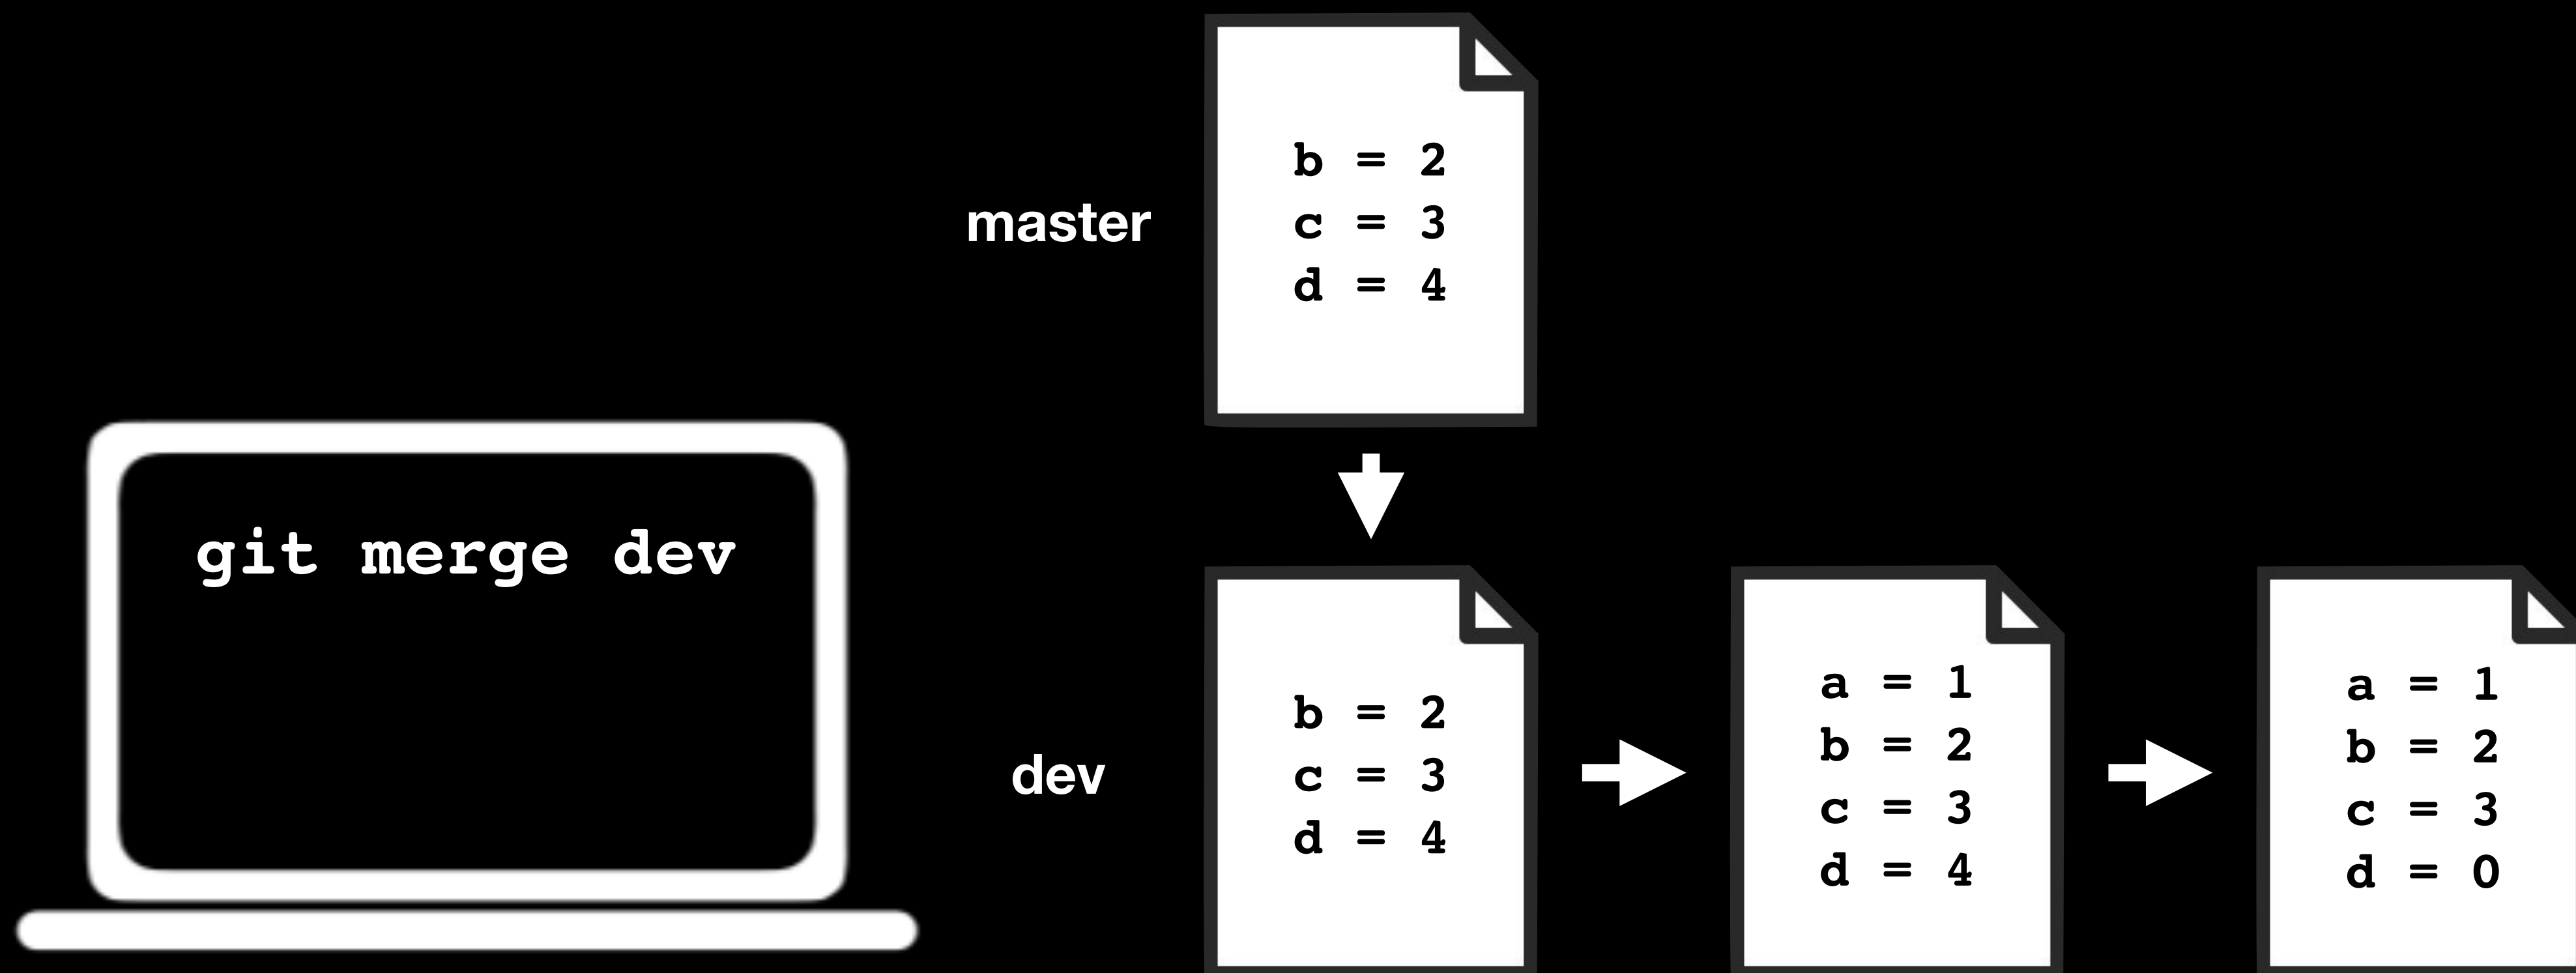 b = 2
c = 3
d = 4
master
git merge dev
dev
b = 2
c = 3
d = 4
a = 1
b = 2
c = 3
d = 4
a = 1
b = 2
c = 3
d = 0